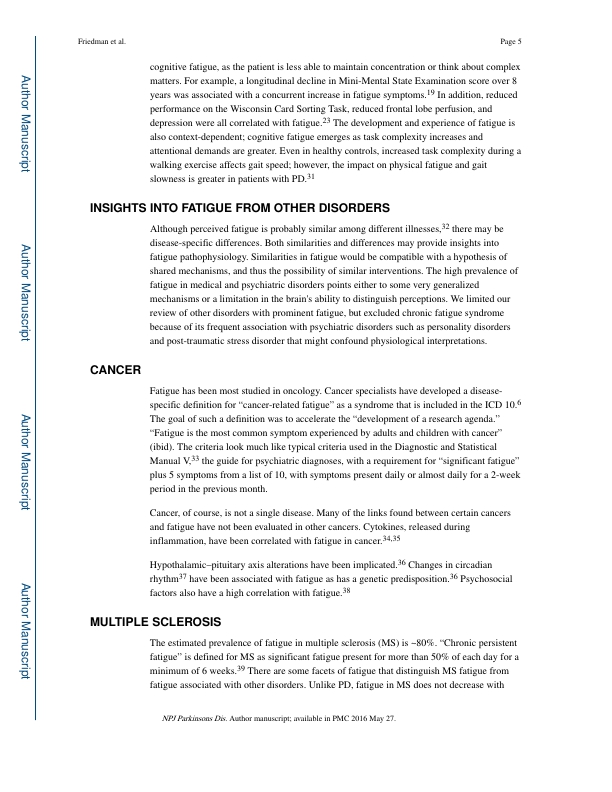 Friedman et al.
Page 5
cognitive fatigue, as the patient is less able to maintain concentration or think about complex
matters. For example, a longitudinal decline in Mini-Mental State Examination score over 8
years was associated with a concurrent increase in fatigue symptoms.19 In addition, reduced
performance on the Wisconsin Card Sorting Task, reduced frontal lobe perfusion, and
depression were all correlated with fatigue.23 The development and experience of fatigue is
also context-dependent; cognitive fatigue emerges as task complexity increases and
attentional demands are greater. Even in healthy controls, increased task complexity during a
walking exercise affects gait speed; however, the impact on physical fatigue and gait
slowness is greater in patients with PD.31
INSIGHTS INTO FATIGUE FROM OTHER DISORDERS
Although perceived fatigue is probably similar among different illnesses,32 there may be
disease-specific differences. Both similarities and differences may provide insights into
fatigue pathophysiology. Similarities in fatigue would be compatible with a hypothesis of
shared mechanisms, and thus the possibility of similar interventions. The high prevalence of
fatigue in medical and psychiatric disorders points either to some very generalized
mechanisms or a limitation in the brain's ability to distinguish perceptions. We limited our
review of other disorders with prominent fatigue, but excluded chronic fatigue syndrome
because of its frequent association with psychiatric disorders such as personality disorders
and post-traumatic stress disorder that might confound physiological interpretations.
CANCER
Fatigue has been most studied in oncology. Cancer specialists have developed a disease-
specific definition for “cancer-related fatigue” as a syndrome that is included in the ICD 10.6
The goal of such a definition was to accelerate the “development of a research agenda.”
“Fatigue is the most common symptom experienced by adults and children with cancer”
(ibid). The criteria look much like typical criteria used in the Diagnostic and Statistical
Manual V,33 the guide for psychiatric diagnoses, with a requirement for “significant fatigue”
plus 5 symptoms from a list of 10, with symptoms present daily or almost daily for a 2-week
period in the previous month.
Cancer, of course, is not a single disease. Many of the links found between certain cancers
and fatigue have not been evaluated in other cancers. Cytokines, released during
inflammation, have been correlated with fatigue in cancer.34,35
Hypothalamic–pituitary axis alterations have been implicated.36 Changes in circadian
rhythm37 have been associated with fatigue as has a genetic predisposition.36 Psychosocial
factors also have a high correlation with fatigue.38
MULTIPLE SCLEROSIS
The estimated prevalence of fatigue in multiple sclerosis (MS) is ~80%. “Chronic persistent
fatigue” is defined for MS as significant fatigue present for more than 50% of each day for a
minimum of 6 weeks.39 There are some facets of fatigue that distinguish MS fatigue from
fatigue associated with other disorders. Unlike PD, fatigue in MS does not decrease with
NPJ Parkinsons Dis. Author manuscript; available in PMC 2016 May 27.
Author Manuscript
Author Manuscript
Author Manuscript
Author Manuscript